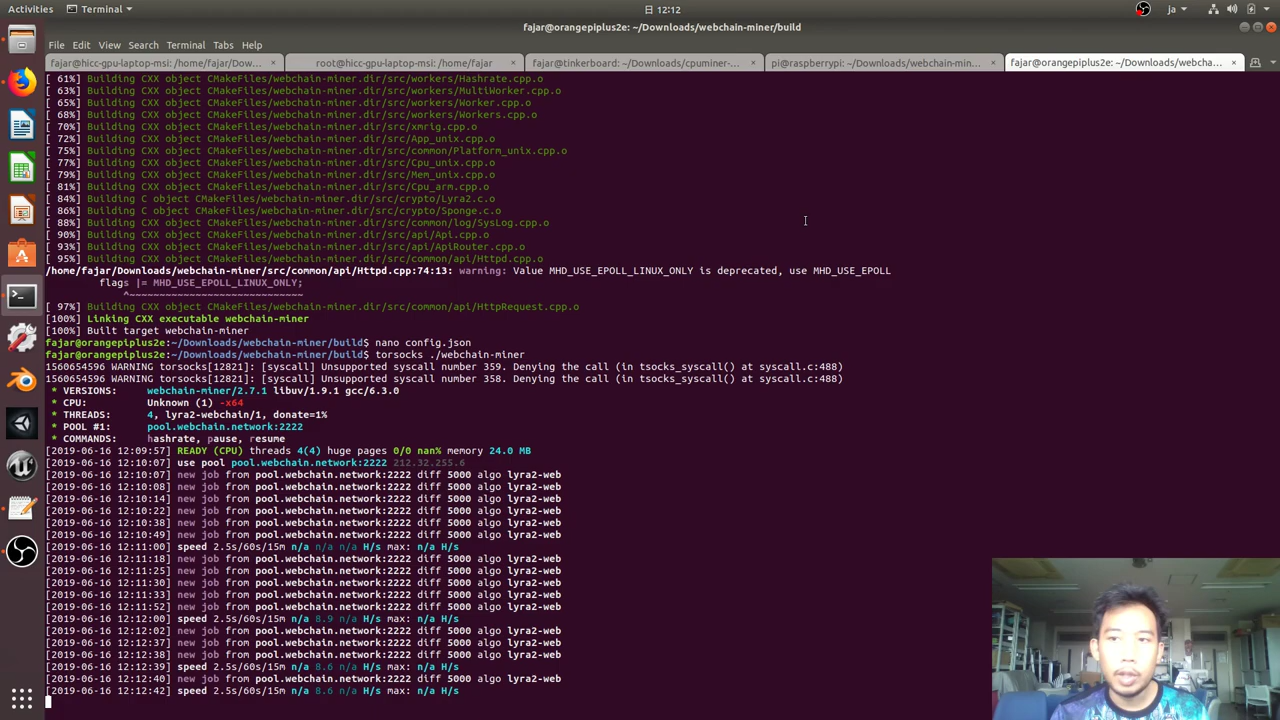 Activities
Terminal
日 12:12
ja
fajar@orangepiplus2e: ~/Downloads/webchain-miner/build
File Edit View Search Terminal Tabs Help
fajar@hicc-gpu-laptop-msi: /home/fajar/Dow...
root@hicc-gpu-laptop-msi: /home/fajar
fajar@tinkerboard: ~/Downloads/cpuminer-...
pi@raspberrypi: ~/Downloads/webchain-min...
fajar@orangepiplus2e: ~/Downloads/webcha...
[ 61%] Building CXX object CMakeFiles/webchain-miner.dir/src/workers/Hashrate.cpp.o
[ 63%] Building CXX object CMakeFiles/webchain-miner.dir/src/workers/MultiWorker.cpp.o
[ 65%] Building CXX object CMakeFiles/webchain-miner.dir/src/workers/Worker.cpp.o
[ 68%] Building CXX object CMakeFiles/webchain-miner.dir/src/workers/Workers.cpp.o
[ 70%] Building CXX object CMakeFiles/webchain-miner.dir/src/xmrig.cpp.o
[ 72%] Building CXX object CMakeFiles/webchain-miner.dir/src/App_unix.cpp.o
[ 75%] Building CXX object CMakeFiles/webchain-miner.dir/src/common/Platform_unix.cpp.o
[ 77%] Building CXX object CMakeFiles/webchain-miner.dir/src/Cpu_unix.cpp.o
[ 79%] Building CXX object CMakeFiles/webchain-miner.dir/src/Mem_unix.cpp.o
[ 81%] Building CXX object CMakeFiles/webchain-miner.dir/src/Cpu_arm.cpp.o
[ 84%] Building C object CMakeFiles/webchain-miner.dir/src/crypto/Lyra2.c.o
[ 86%] Building C object CMakeFiles/webchain-miner.dir/src/crypto/Sponge.c.o
[ 88%] Building CXX object CMakeFiles/webchain-miner.dir/src/common/log/SysLog.cpp.o
[ 90%] Building CXX object CMakeFiles/webchain-miner.dir/src/api/Api.cpp.o
[ 93%] Building CXX object CMakeFiles/webchain-miner.dir/src/api/ApiRouter.cpp.o
[ 95%] Building CXX object CMakeFiles/webchain-miner.dir/src/common/api/Httpd.cpp.o
/home/fajar/Downloads/webchain-miner/src/common/api/Httpd.cpp:74:13: warning: Value MHD_USE_EPOLL_LINUX_ONLY is deprecated, use MHD_USE_EPOLL
flags |= MHD_USE_EPOLL_LINUX_ONLY;
^~~~~~~~~~~~~~~~~~~~~~~~~~~~~
[ 97%] Building CXX object CMakeFiles/webchain-miner.dir/src/common/api/HttpRequest.cpp.o
[100%] Linking CXX executable webchain-miner
[100%] Built target webchain-miner
fajar@orangepiplus2e:~/Downloads/webchain-miner/build$ nano config.json
fajar@orangepiplus2e:~/Downloads/webchain-miner/build$ torsocks ./webchain-miner
1560654596 WARNING torsocks[12821]: [syscall] Unsupported syscall number 359. Denying the call (in tsocks_syscall() at syscall.c:488)
1560654596 WARNING torsocks[12821]: [syscall] Unsupported syscall number 358. Denying the call (in tsocks_syscall() at syscall.c:488)
* VERSIONS: webchain-miner/2.7.1 libuv/1.9.1 gcc/6.3.0
* CPU: Unknown (1) -x64
* THREADS: 4, lyra2-webchain/1, donate=1%
* POOL #1: pool.webchain.network:2222
* COMMANDS: hashrate, pause, resume
[2019-06-16 12:09:57] READY (CPU) threads 4(4) huge pages 0/0 nan% memory 24.0 MB
[2019-06-16 12:10:07] use pool pool.webchain.network:2222 212.32.255.6
[2019-06-16 12:10:07] new job from pool.webchain.network:2222 diff 5000 algo lyra2-web
[2019-06-16 12:10:08] new job from pool.webchain.network:2222 diff 5000 algo lyra2-web
[2019-06-16 12:10:14] new job from pool.webchain.network:2222 diff 5000 algo lyra2-web
[2019-06-16 12:10:22] new job from pool.webchain.network:2222 diff 5000 algo lyra2-web
[2019-06-16 12:10:38] new job from pool.webchain.network:2222 diff 5000 algo lyra2-web
[2019-06-16 12:10:49] new job from pool.webchain.network:2222 diff 5000 algo lyra2-web
[2019-06-16 12:11:00] speed 2.5s/60s/15m n/a n/a n/a H/s max: n/a H/s
[2019-06-16 12:11:18] new job from pool.webchain.network:2222 diff 5000 algo lyra2-web
[2019-06-16 12:11:25] new job from pool.webchain.network:2222 diff 5000 algo lyra2-web
[2019-06-16 12:11:30] new job from pool.webchain.network:2222 diff 5000 algo lyra2-web
[2019-06-16 12:11:33] new job from pool.webchain.network:2222 diff 5000 algo lyra2-web
[2019-06-16 12:11:52] new job from pool.webchain.network:2222 diff 5000 algo lyra2-web
[2019-06-16 12:12:00] speed 2.5s/60s/15m n/a 8.9 n/a H/s max: n/a H/s
[2019-06-16 12:12:02] new job from pool.webchain.network:2222 diff 5000 algo lyra2-web
[2019-06-16 12:12:37] new job from pool.webchain.network:2222 diff 5000 algo lyra2-web
[2019-06-16 12:12:38] new job from pool.webchain.network:2222 diff 5000 algo lyra2-web
[2019-06-16 12:12:39] speed 2.5s/60s/15m n/a 8.6 n/a H/s max: n/a H/s
[2019-06-16 12:12:40] new job from pool.webchain.network:2222 diff 5000 algo lyra2-web
[2019-06-16 12:12:42] speed 2.5s/60s/15m n/a 8.6 n/a H/s max: n/a H/s